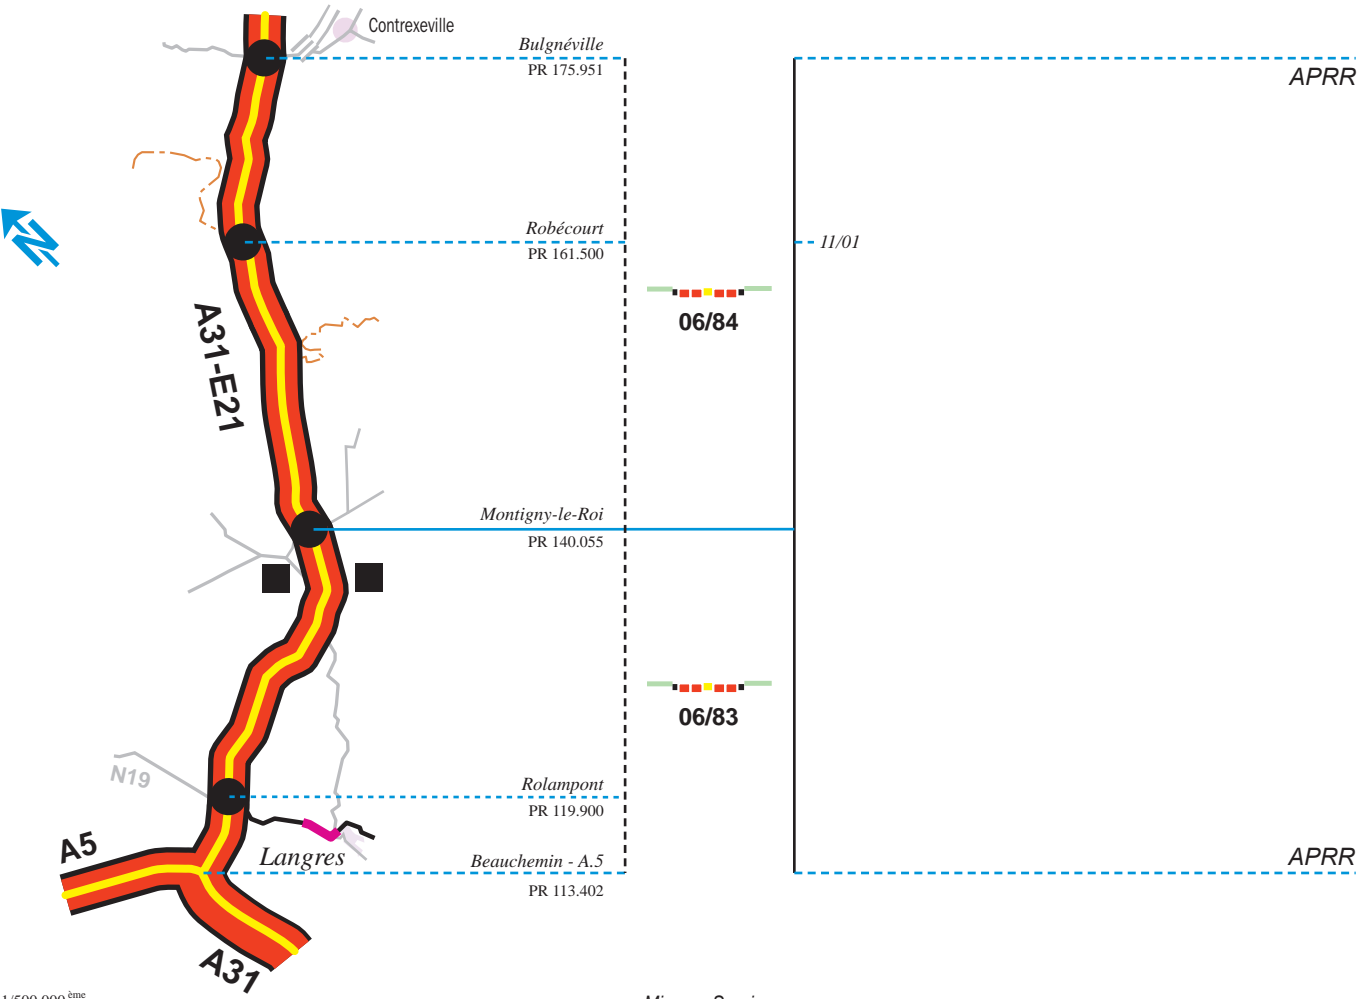 Contrexeville
Bulgnéville
PR 175.951
APRR
N
Robécourt
PR 161.500
11/01
A31-E21
06/84
Montigny-le-Roi
PR 140.055
06/83
N19
Rolampont
PR 119.900
A5
Langres
Beauchemin - A.5
PR 113.402
APRR
A31